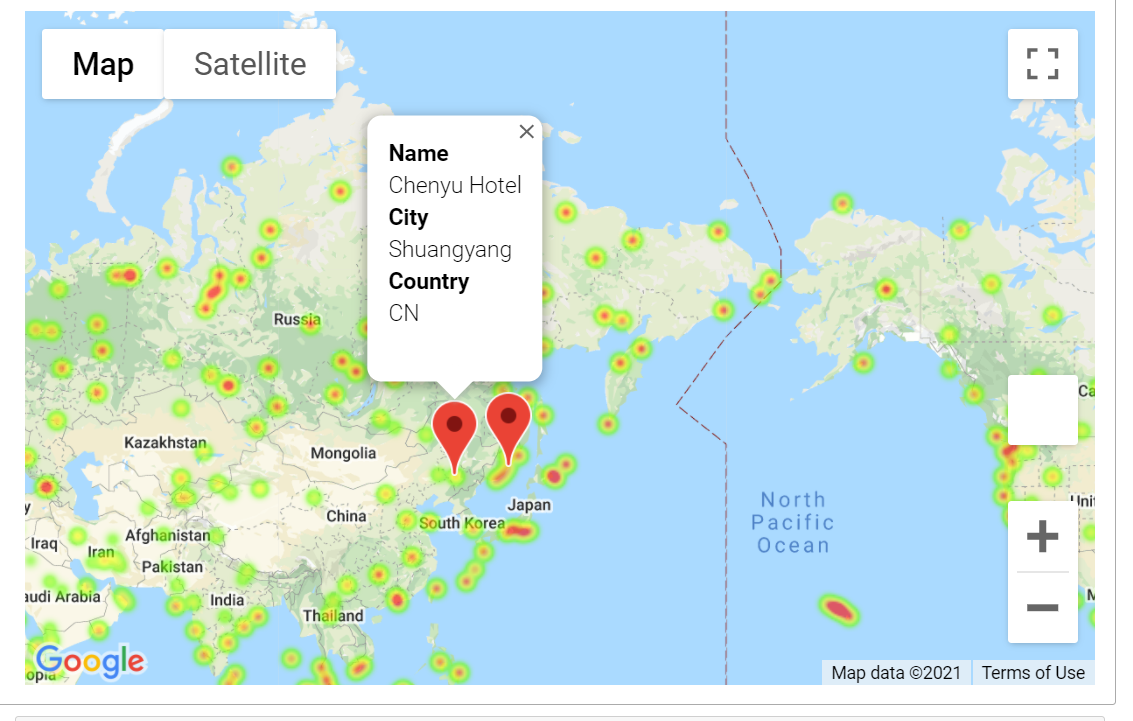 Map
Satellite
Name
Chenyu Hotel
City
Shuangyang
Country
CN
Russia
Kazakhstan
Mongolia
China
South Korea
Japan
Afghanistan
Iraq
Iran
Pakistan
India
Thailand
audi Arabia
opia
North
Pacific
Ocean
Ca
Unit
M
y
Google
Map data ©2021
Terms of Use